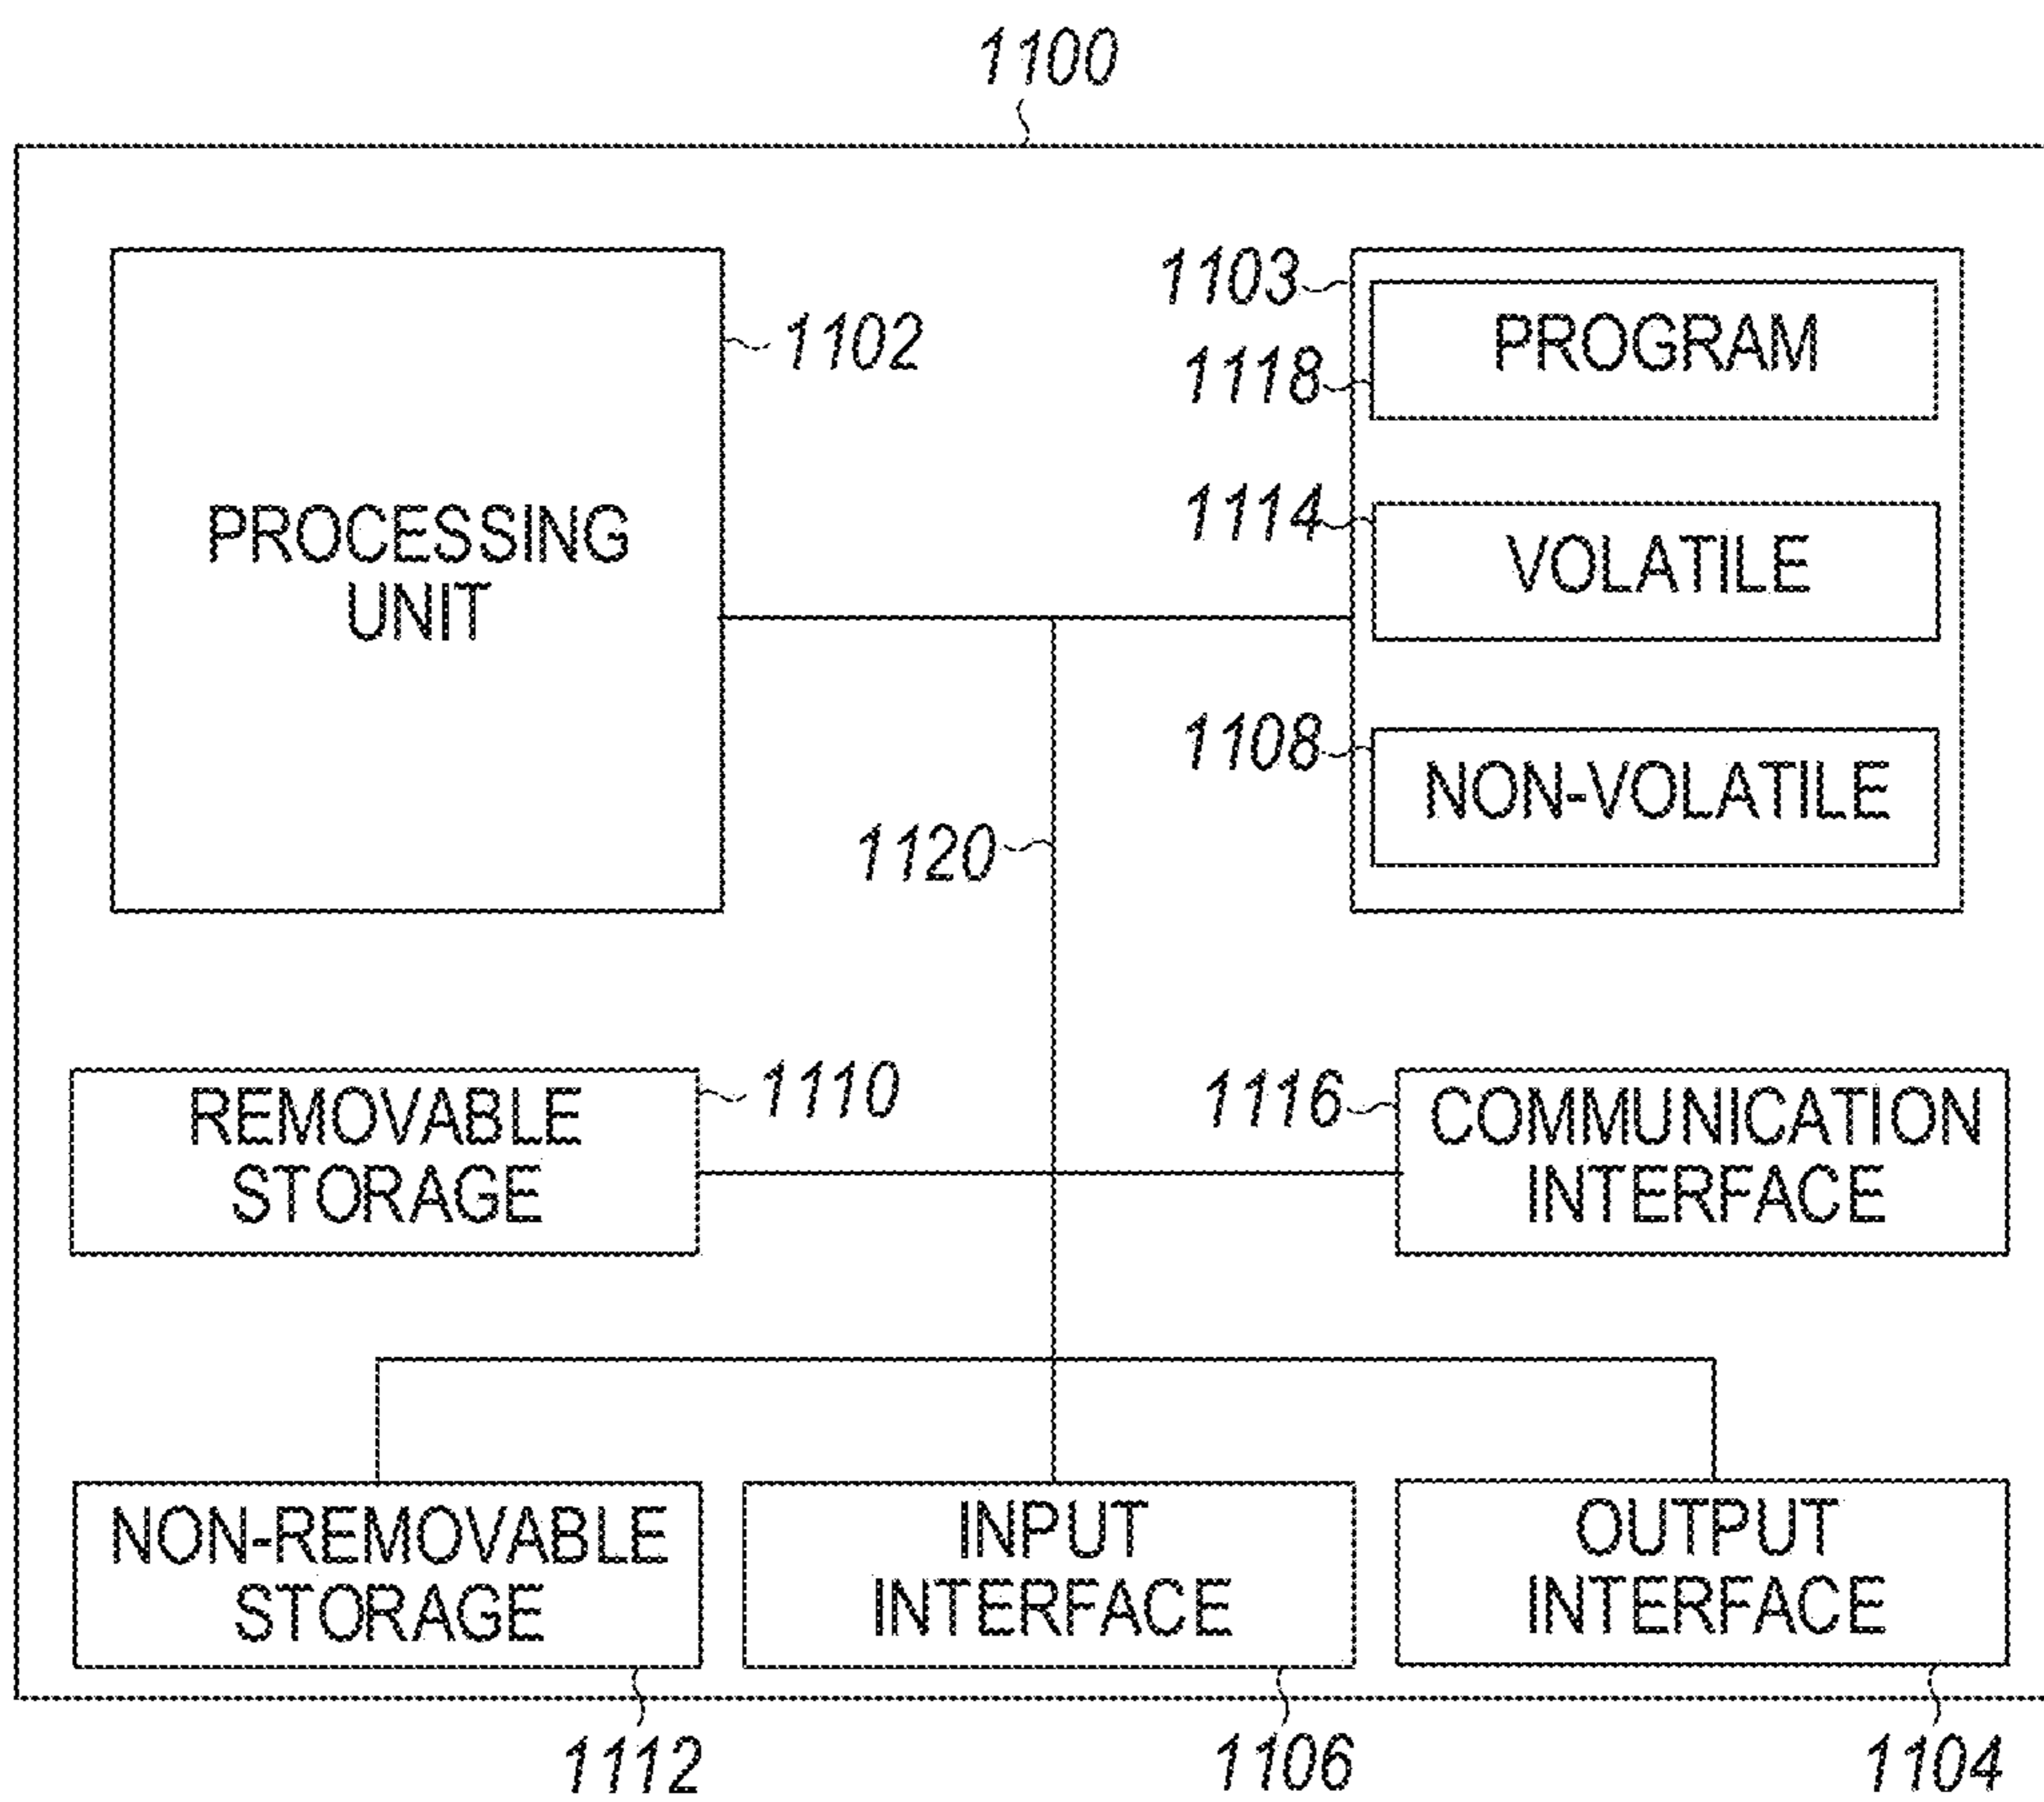 1100
1103
PROGRAM
1102
PROCESSING
UNIT
1118
1114
VOLATILE
1108
NON-VOLATILE
1120
REMOVABLE
STORAGE
1110
1116
COMMUNICATION
INTERFACE
NON-REMOVABLE
STORAGE
INPUT
INTERFACE
OUTPUT
INTERFACE
1112
1106
1104